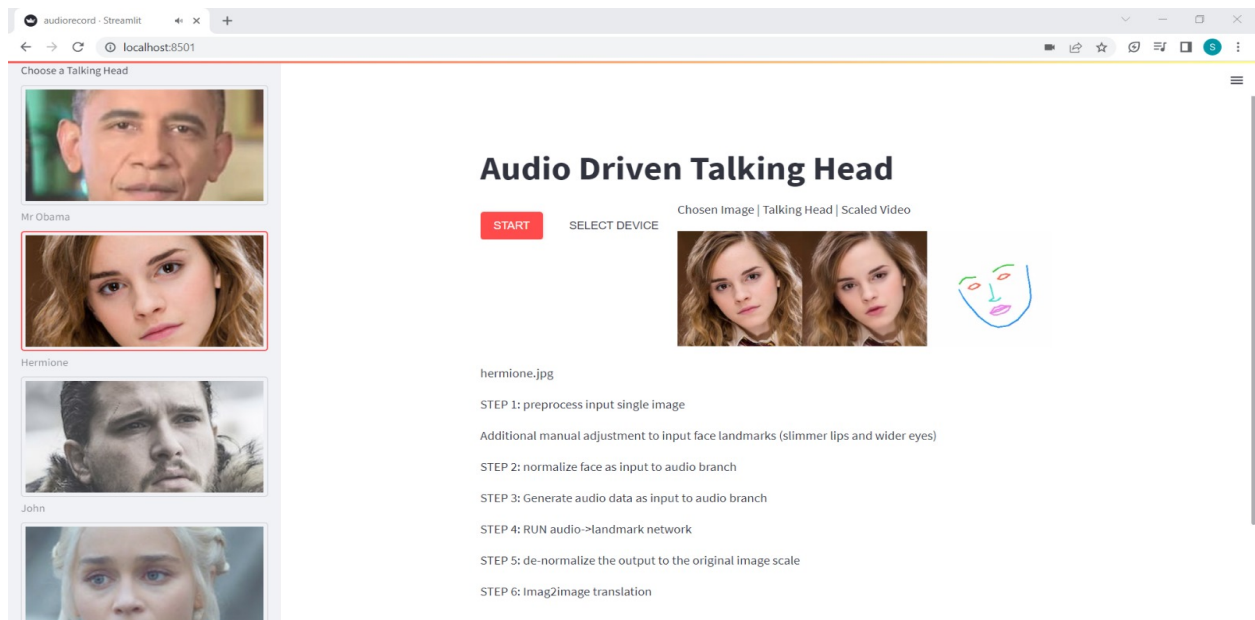 audiorecord · Streamlit
localhost:8501
S
Choose a Talking Head
Mr Obama
Hermione
John
Audio Driven Talking Head
START
SELECT DEVICE
Chosen Image | Talking Head | Scaled Video
hermione.jpg
STEP 1: preprocess input single image
Additional manual adjustment to input face landmarks (slimmer lips and wider eyes)
STEP 2: normalize face as input to audio branch
STEP 3: Generate audio data as input to audio branch
STEP 4: RUN audio->landmark network
STEP 5: de-normalize the output to the original image scale
STEP 6: Imag2image translation